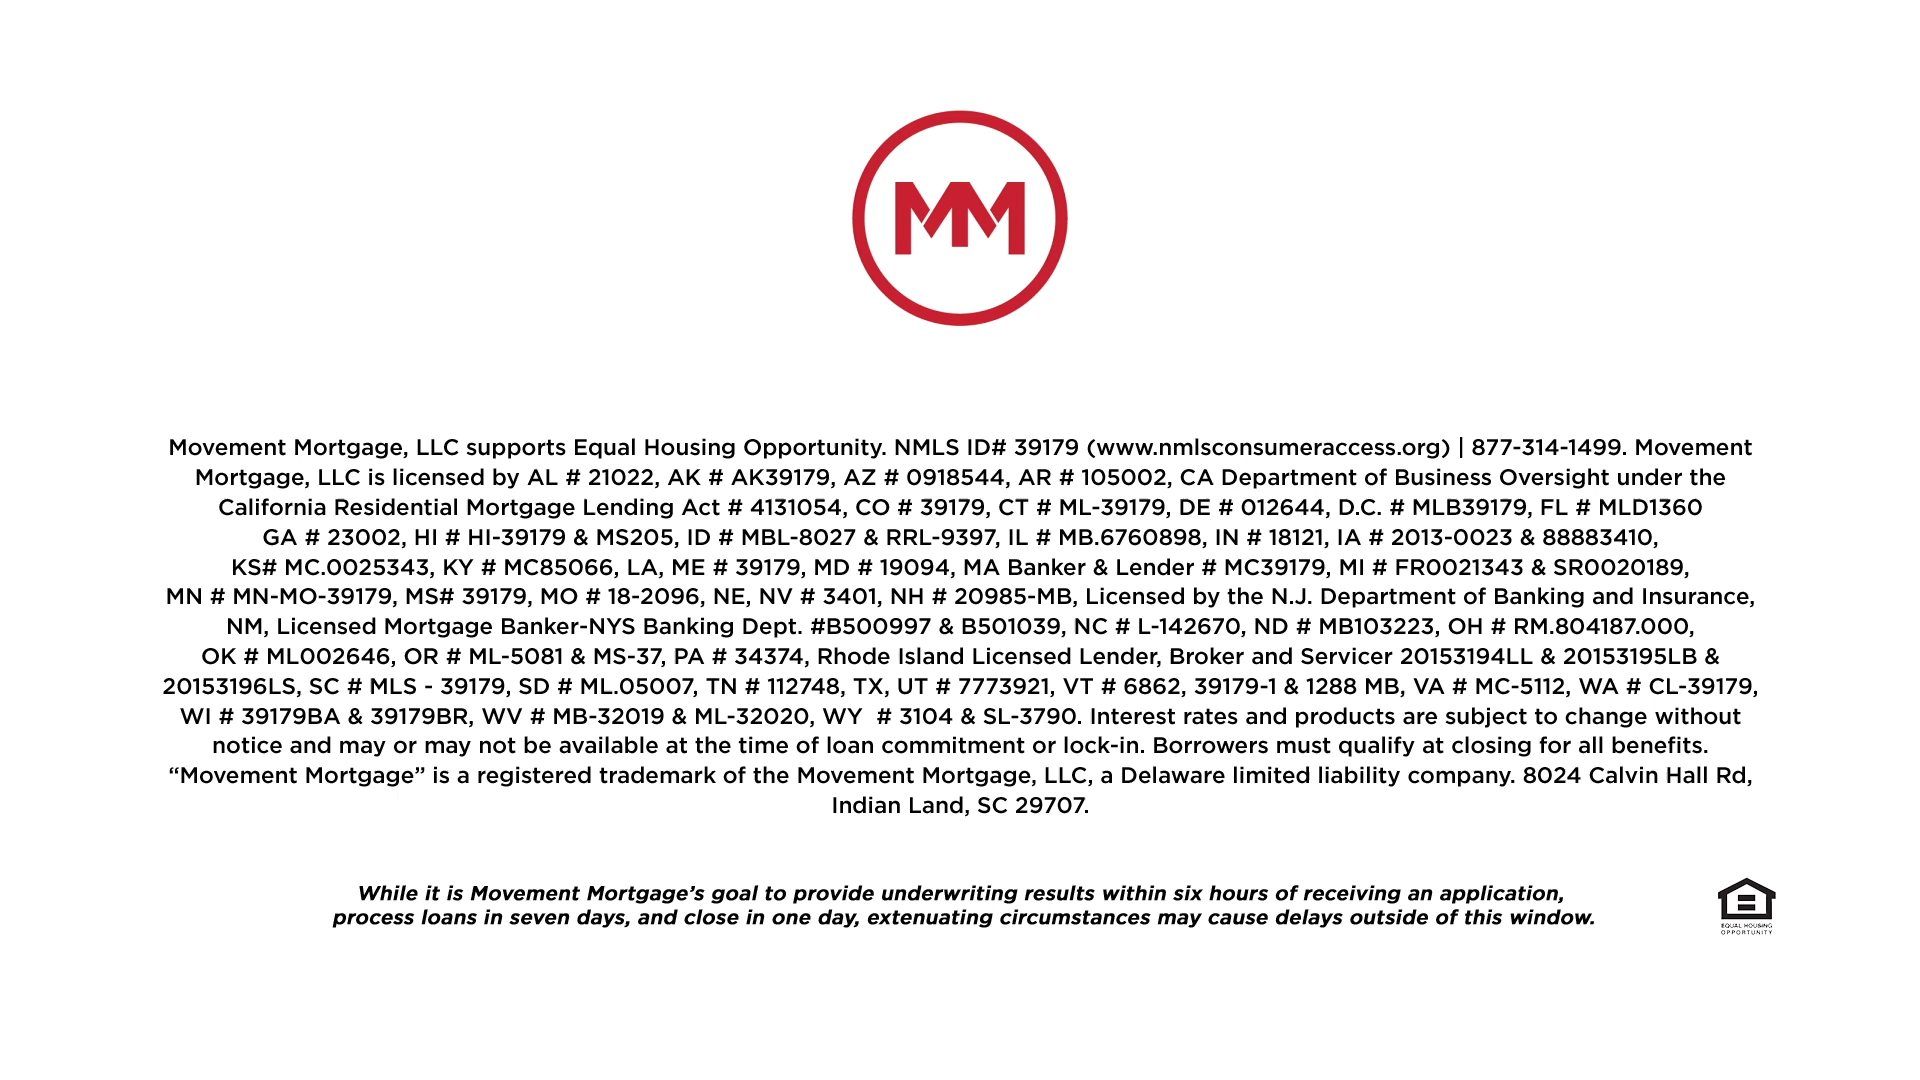 MM
Movement Mortgage, LLC supports Equal Housing Opportunity. NMLS ID# 39179 (www.nmlsconsumeraccess.org) | 877-314-1499. Movement
Mortgage, LLC is licensed by AL # 21022, AK # AK39179, AZ # 0918544, AR # 105002, CA Department of Business Oversight under the
California Residential Mortgage Lending Act # 4131054, CO # 39179, CT # ML-39179, DE # 012644, D.C. # MLB39179, FL # MLD1360
GA # 23002, HI # HI-39179 & MS205, ID # MBL-8027 & RRL-9397, IL # MB.6760898, IN # 18121, IA # 2013-0023 & 88883410,
KS# MC.0025343, KY # MC85066, LA, ME # 39179, MD # 19094, MA Banker & Lender # MC39179, MI # FR0021343 & SR0020189,
MN # MN-MO-39179, MS# 39179, MO # 18-2096, NE, NV # 3401, NH # 20985-MB, Licensed by the N.J. Department of Banking and Insurance,
NM, Licensed Mortgage Banker-NYS Banking Dept. #B500997 & B501039, NC # L-142670, ND # MB103223, OH # RM.804187.000,
OK # ML002646, OR # ML-5081 & MS-37, PA # 34374, Rhode Island Licensed Lender, Broker and Servicer 20153194LL & 20153195LB &
20153196LS, SC # MLS - 39179, SD # ML.05007, TN # 112748, TX, UT # 7773921, VT # 6862, 39179-1 & 1288 MB, VA # MC-5112, WA # CL-39179,
WI # 39179BA & 39179BR, WV # MB-32019 & ML-32020, WY  # 3104 & SL-3790. Interest rates and products are subject to change without
notice and may or may not be available at the time of loan commitment or lock-in. Borrowers must qualify at closing for all benefits.
“Movement Mortgage” is a registered trademark of the Movement Mortgage, LLC, a Delaware limited liability company. 8024 Calvin Hall Rd,
Indian Land, SC 29707.
While it is Movement Mortgage’s goal to provide underwriting results within six hours of receiving an application,
process loans in seven days, and close in one day, extenuating circumstances may cause delays outside of this window.
EQUAL HOUSING
OPPORTUNITY